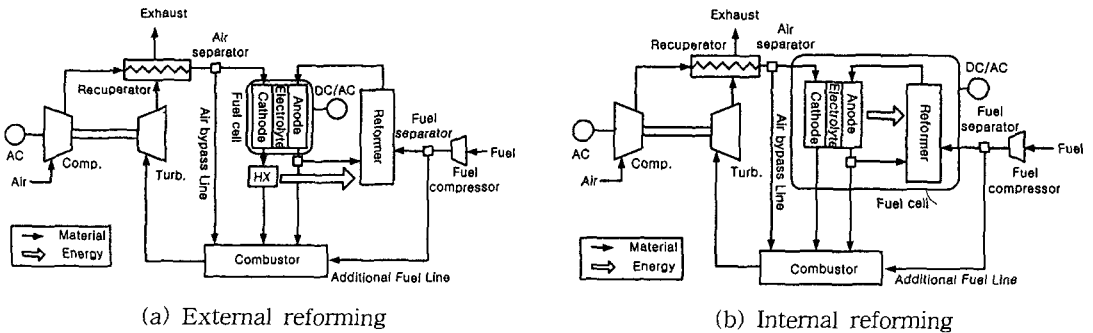 Exhaust
Air
separator
Recuperator
Fuel cell
Cathode
Electrolyte
Anode
DC/AC
Reformer
Fuel separator
Fuel
Fuel
compressor
AC
Comp.
Air
Turb.
Air bypass Line
HX
Material
Energy
Combustor
Additional Fuel Line
(a) External reforming
Exhaust
Air
separator
Recuperator
DC/AC
Cathode
Electrolyte
Anode
Reformer
Fuel
separator
Fuel
Fuel
compressor
AC
Comp.
Air
Turb.
Air bypass Line
Fuel cell
Material
Energy
Combustor
Additional Fuel Line
(b) Internal reforming